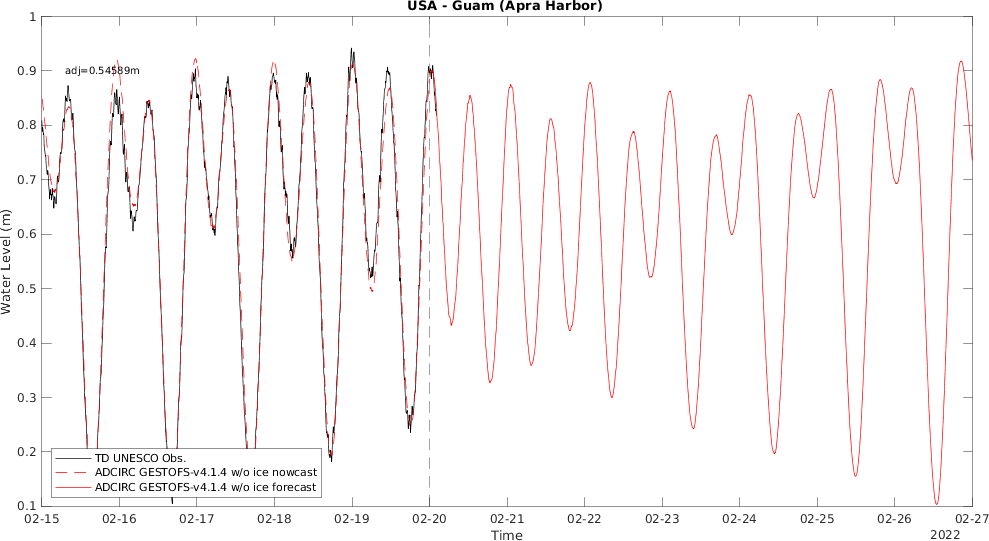 USA - Guam (Apra Harbor)
adj=0.54589m
Water Level (m)
1
0.9
0.8
0.7
0.6
0.5
0.4
0.3
0.2
0.1
TD UNESCO Obs.
ADCIRC GESTOFS-v4.1.4 w/o ice nowcast
ADCIRC GESTOFS-v4.1.4 w/o ice forecast
02-15 02-16 02-17 02-18 02-19 02-20 02-21 02-22 02-23 02-24 02-25 02-26 02-27
Time
2022